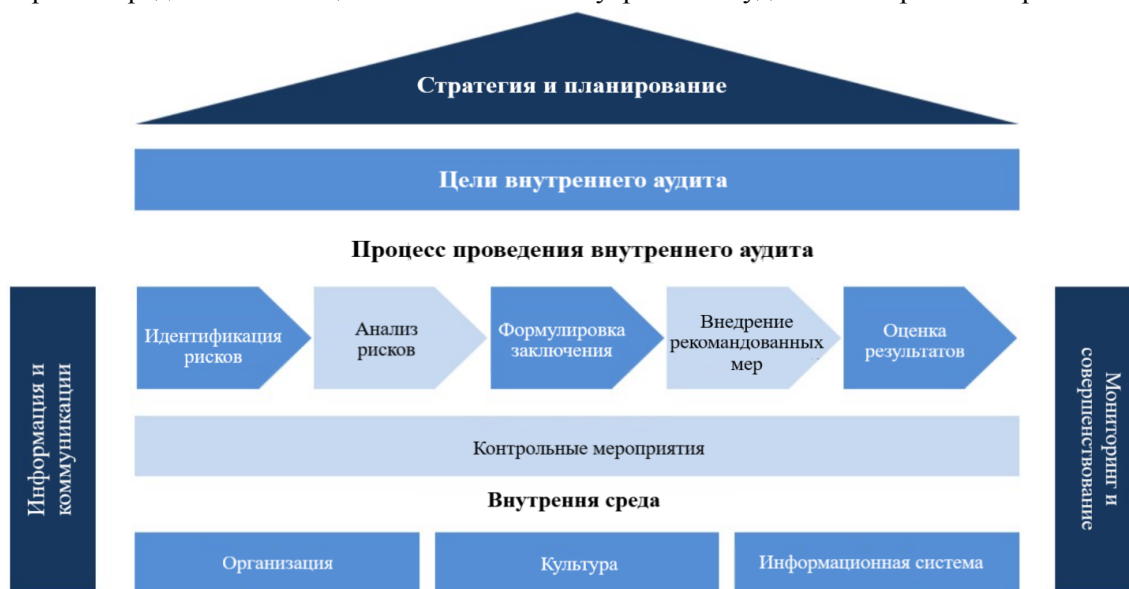 Стратегия и планирование
Цели внутреннего аудита
Процесс проведения внутреннего аудита
Информация и
коммуникации
Идентификация
рисков
Анализ
рисков
Формулировка
заключения
Внедрение
рекомандованных
мер
Оценка
результатов
Мониторинг и
совершенствование
Контрольные мероприятия
Внутрення среда
Организация
Культура
Информационная система